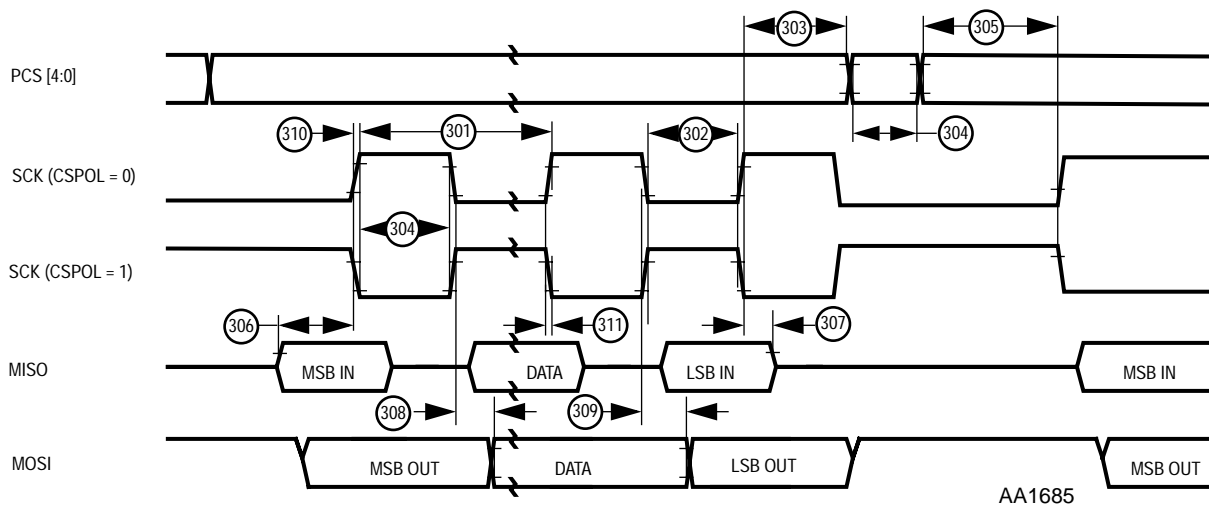 303
305
PCS [4:0]
310
301
302
304
SCK (CSPOL = 0)
304
SCK (CSPOL = 1)
306
311
307
MISO
MSB IN
DATA
LSB IN
MSB IN
308
309
MOSI
MSB OUT
DATA
LSB OUT
MSB OUT
AA1685